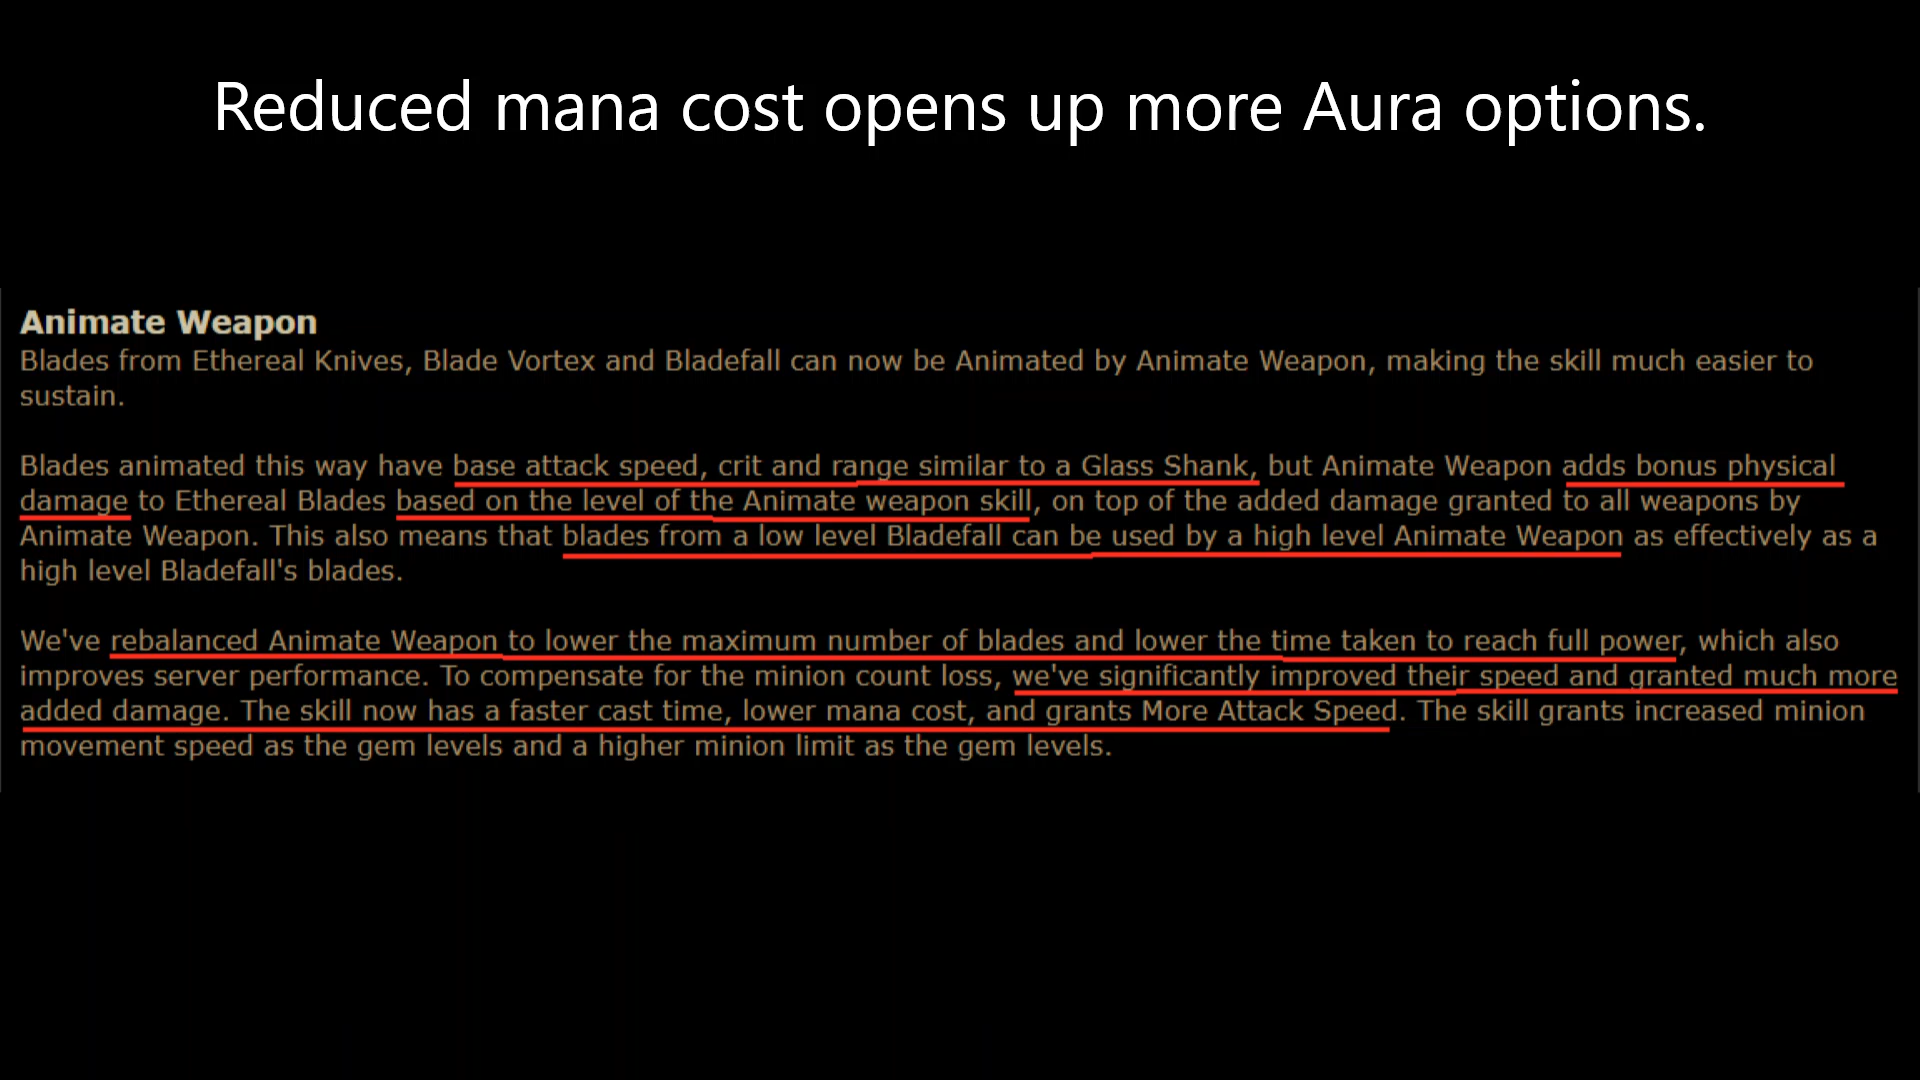 Reduced mana cost opens up more Aura options.
Animate Weapon
Blades from Ethereal Knives, Blade Vortex and Bladefall can now be Animated by Animate Weapon, making the skill much easier to
sustain.
Blades animated this way have base attack speed, crit and range similar to a Glass Shank, but Animate Weapon adds bonus physical
damage to Ethereal Blades based on the level of the Animate weapon skill, on top of the added damage granted to all weapons by
Animate Weapon. This also means that blades from a low level Bladefall can be used by a high level Animate Weapon as effectively as a
high level Bladefall's blades.
We've rebalanced Animate Weapon to lower the maximum number of blades and lower the time taken to reach full power, which also
improves server performance. To compensate for the minion count loss, we've significantly improved their speed and granted much more
added damage. The skill now has a faster cast time, lower mana cost, and grants More Attack Speed. The skill grants increased minion
movement speed as the gem levels and a higher minion limit as the gem levels.